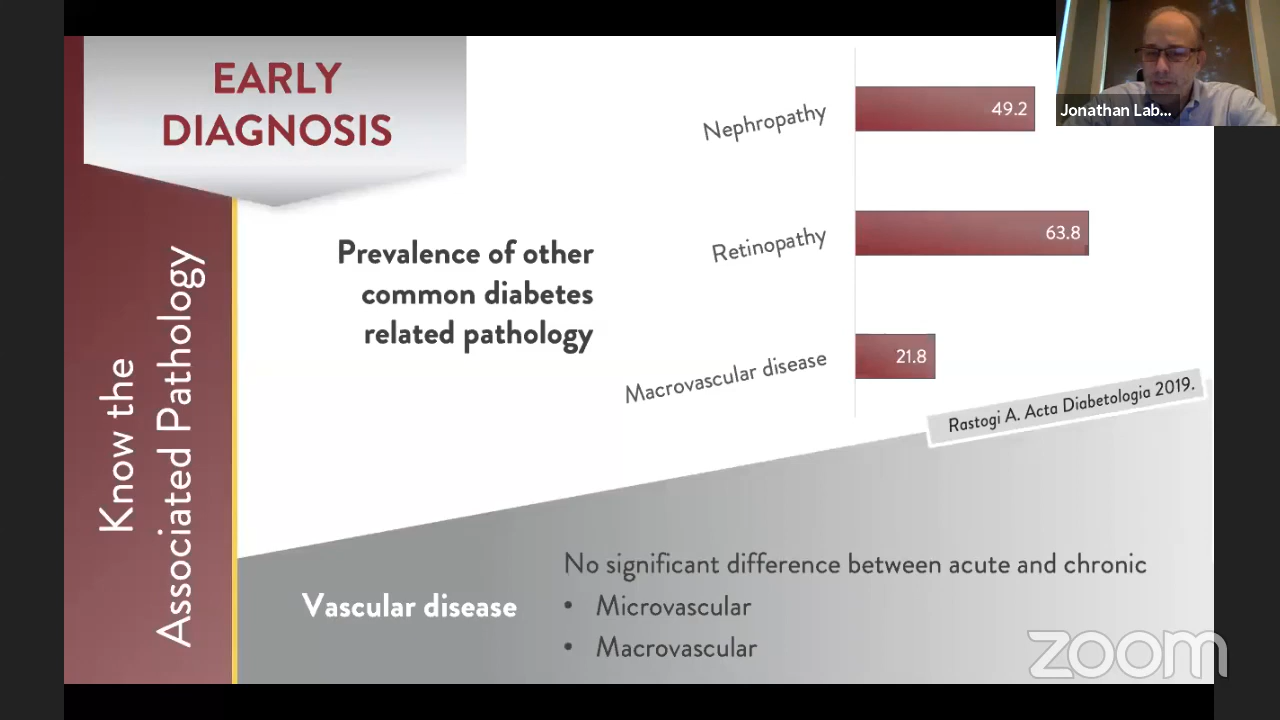 EARLY
DIAGNOSIS
Know the
Associated Pathology
Prevalence of other
common diabetes
related pathology
Nephropathy
49.2
Retinopathy
63.8
Macrovascular disease
21.8
Rastogi A. Acta Diabetologia 2019.
Vascular disease
No significant difference between acute and chronic
• Microvascular
• Macrovascular
Jonathan Lab...
zoom